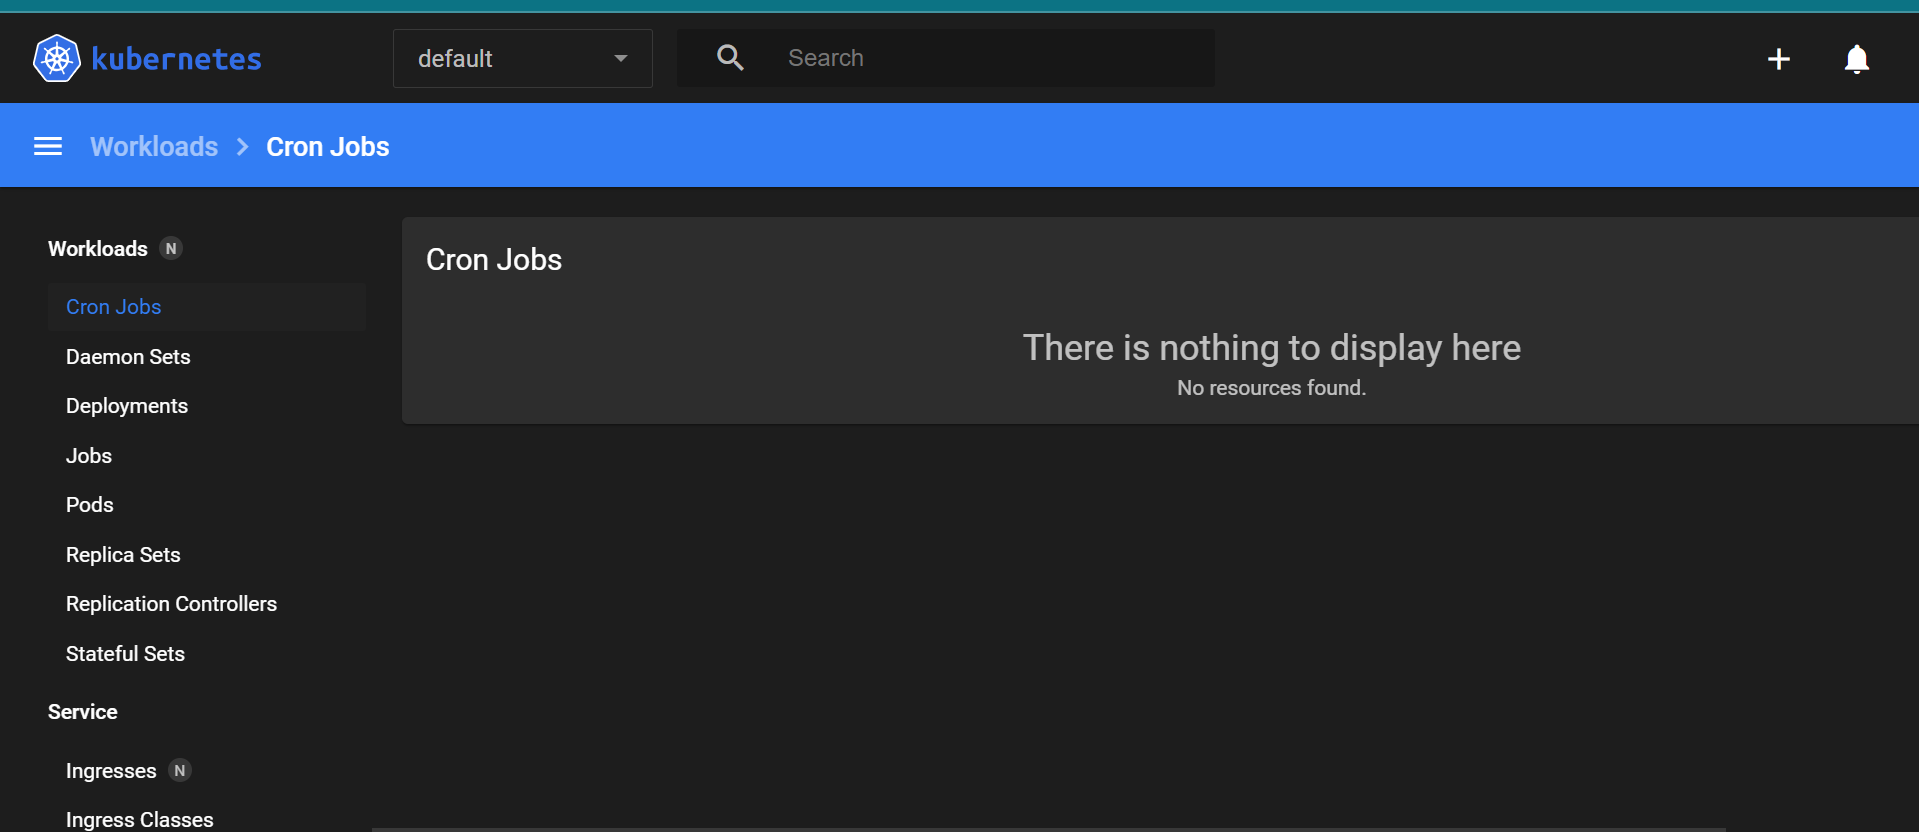 kubernetes
default
Search
Workloads
Cron Jobs
Workloads N
Cron Jobs
Daemon Sets
Deployments
Jobs
Pods
Replica Sets
Replication Controllers
Stateful Sets
Service
Ingresses N
Ingress Classes
Cron Jobs
There is nothing to display here
No resources found.